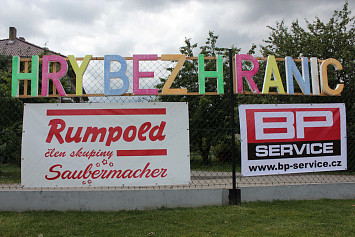 HRY BEZ HRANIC
Rumpold
člen skupiny
Saubermacher
BP
SERVICE
www.bp-service.cz